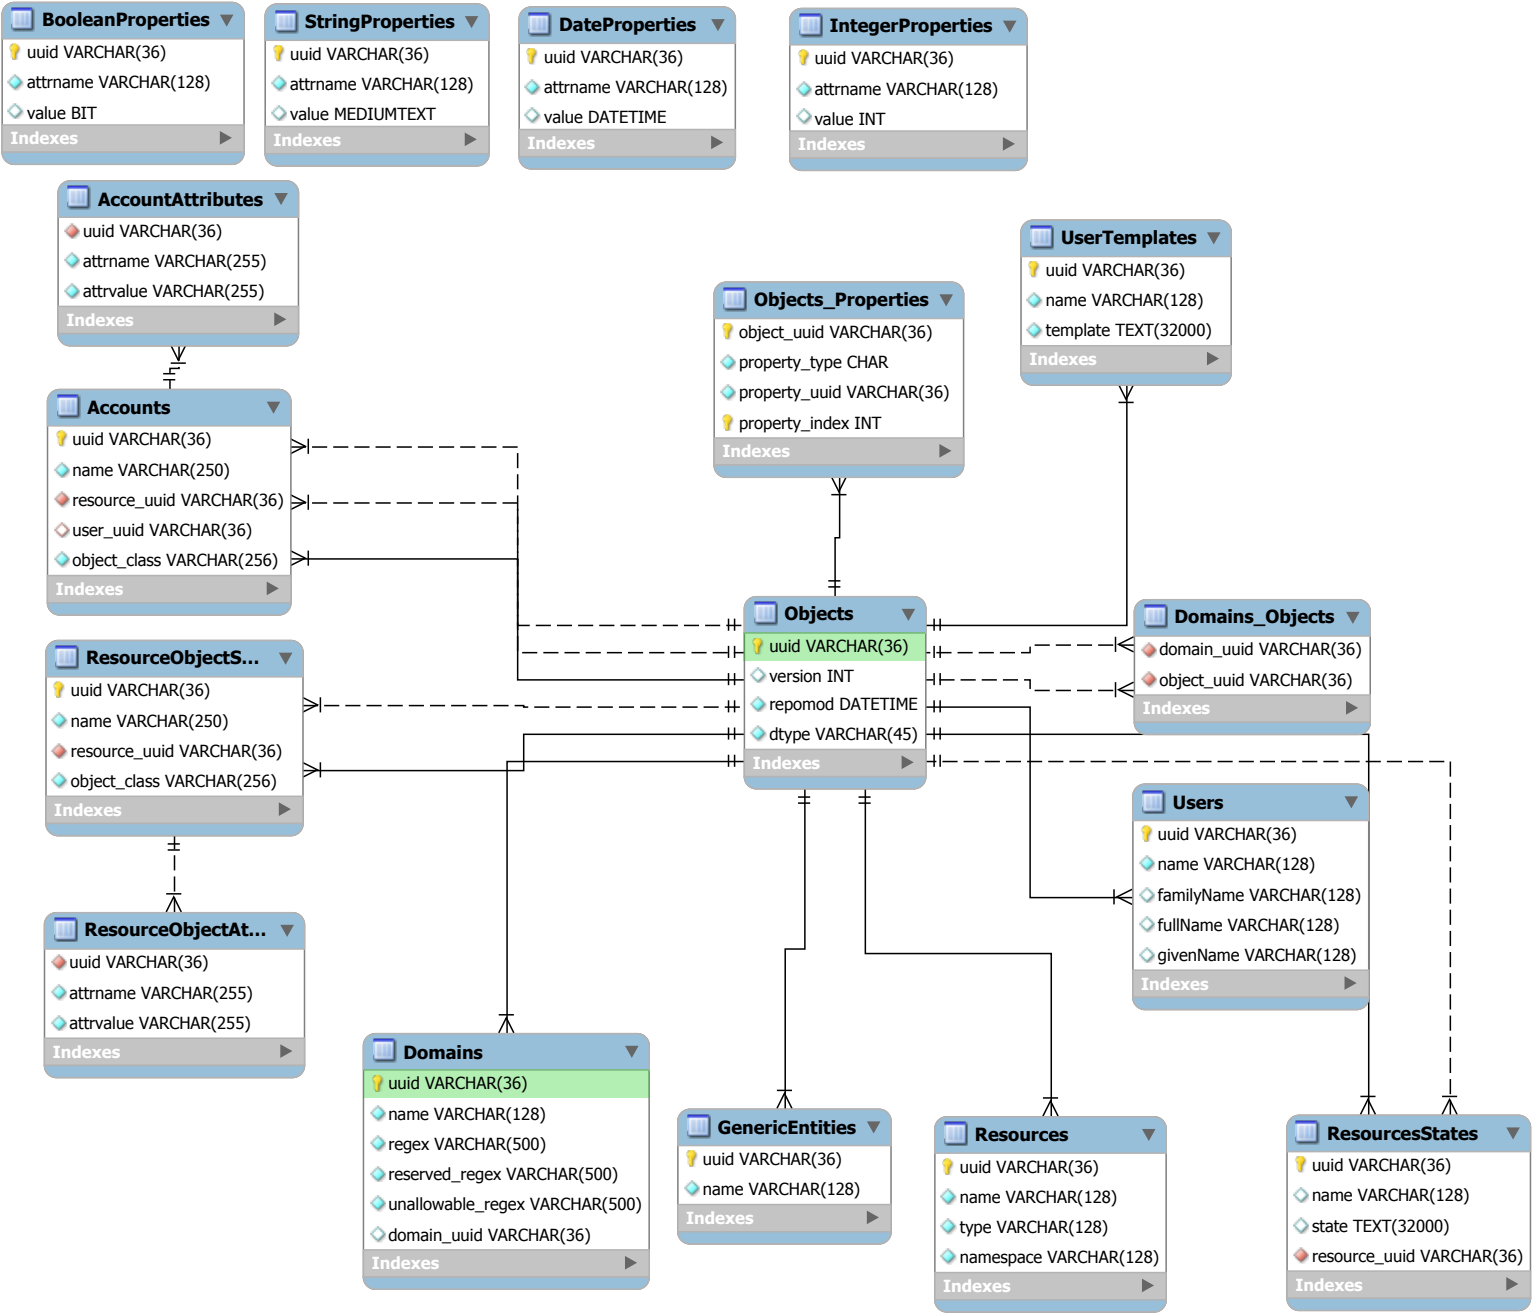 BooleanProperties
uuid VARCHAR(36)
attrname VARCHAR(128)
value BIT
Indexes
StringProperties
uuid VARCHAR(36)
attrname VARCHAR(128)
value MEDIUMTEXT
Indexes
DateProperties
uuid VARCHAR(36)
attrname VARCHAR(128)
value DATETIME
Indexes
IntegerProperties
uuid VARCHAR(36)
attrname VARCHAR(128)
value INT
Indexes
AccountAttributes
uuid VARCHAR(36)
attrname VARCHAR(255)
attrvalue VARCHAR(255)
Indexes
UserTemplates
uuid VARCHAR(36)
name VARCHAR(128)
template TEXT(32000)
Indexes
Objects_Properties
object_uuid VARCHAR(36)
property_type CHAR
property_uuid VARCHAR(36)
property_index INT
Indexes
Accounts
uuid VARCHAR(36)
name VARCHAR(250)
resource_uuid VARCHAR(36)
user_uuid VARCHAR(36)
object_class VARCHAR(256)
Indexes
Objects
uuid VARCHAR(36)
version INT
repomod DATETIME
dtype VARCHAR(45)
Indexes
Domains_Objects
domain_uuid VARCHAR(36)
object_uuid VARCHAR(36)
Indexes
ResourceObjectS...
uuid VARCHAR(36)
name VARCHAR(250)
resource_uuid VARCHAR(36)
object_class VARCHAR(256)
Indexes
Users
uuid VARCHAR(36)
name VARCHAR(128)
familyName VARCHAR(128)
fullName VARCHAR(128)
givenName VARCHAR(128)
Indexes
ResourceObjectAt...
uuid VARCHAR(36)
attrname VARCHAR(255)
attrvalue VARCHAR(255)
Indexes
Domains
uuid VARCHAR(36)
name VARCHAR(128)
regex VARCHAR(500)
reserved_regex VARCHAR(500)
unallowable_regex VARCHAR(500)
domain_uuid VARCHAR(36)
Indexes
GenericEntities
uuid VARCHAR(36)
name VARCHAR(128)
Indexes
Resources
uuid VARCHAR(36)
name VARCHAR(128)
type VARCHAR(128)
namespace VARCHAR(128)
Indexes
ResourcesStates
uuid VARCHAR(36)
name VARCHAR(128)
state TEXT(32000)
resource_uuid VARCHAR(36)
Indexes